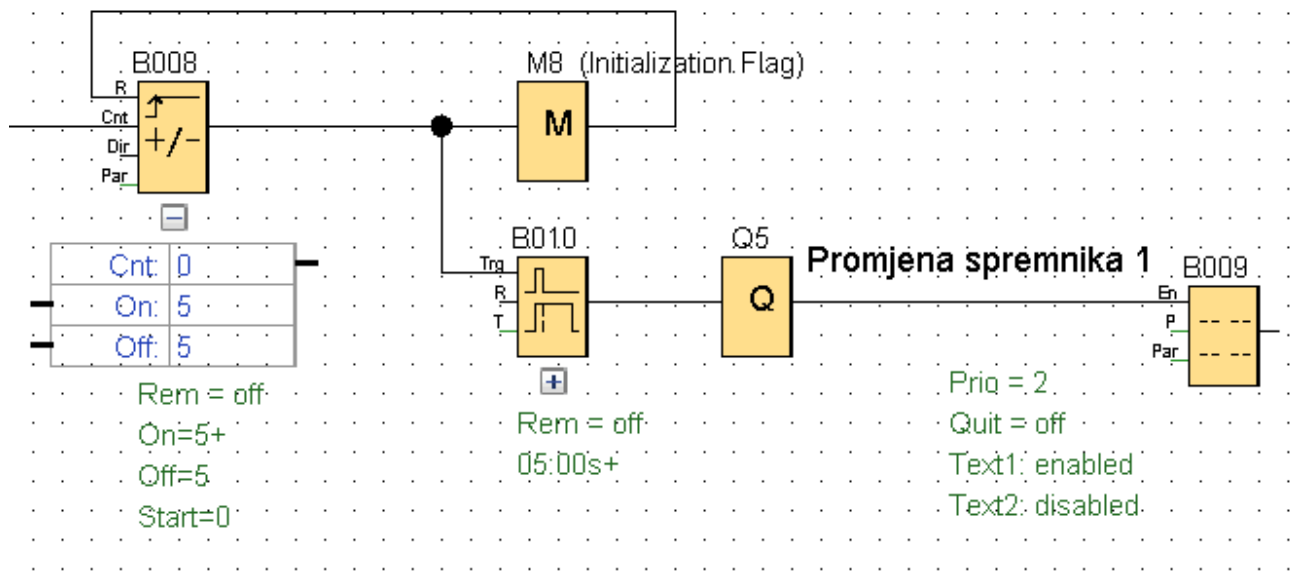 B008
M8 (Initialization Flag)
R
Cnt
Dir
Par
+/-
M
B010
Q5
Promjena spremnika 1
B009
Cnt: 0
On: 5
Off: 5
Trg
R
T
Q
En
P
Par
Rem = off
On=5+
Off=5
Start=0
Rem = off
05:00s+
Prio = 2
Quit = off
Text1: enabled
Text2: disabled